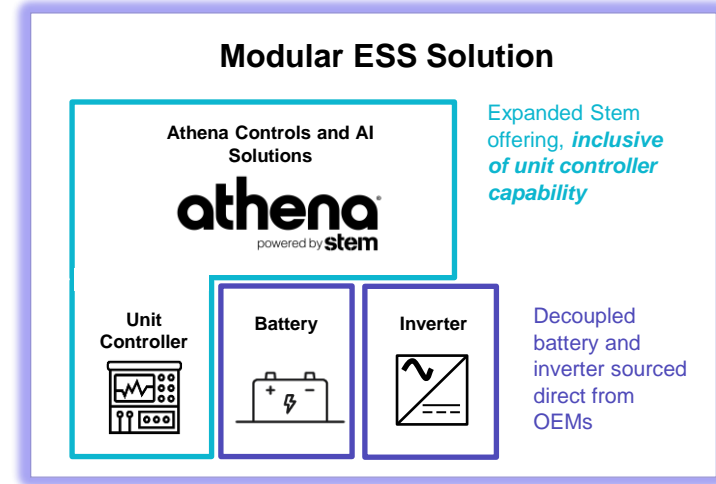 Modular ESS Solution
Athena Controls and AI
Solutions
athena
powered by stem
Expanded Stem
offering, inclusive
of unit controller
capability
Unit
Controller
Battery
Inverter
Decoupled
battery and
inverter sourced
direct from
OEMs